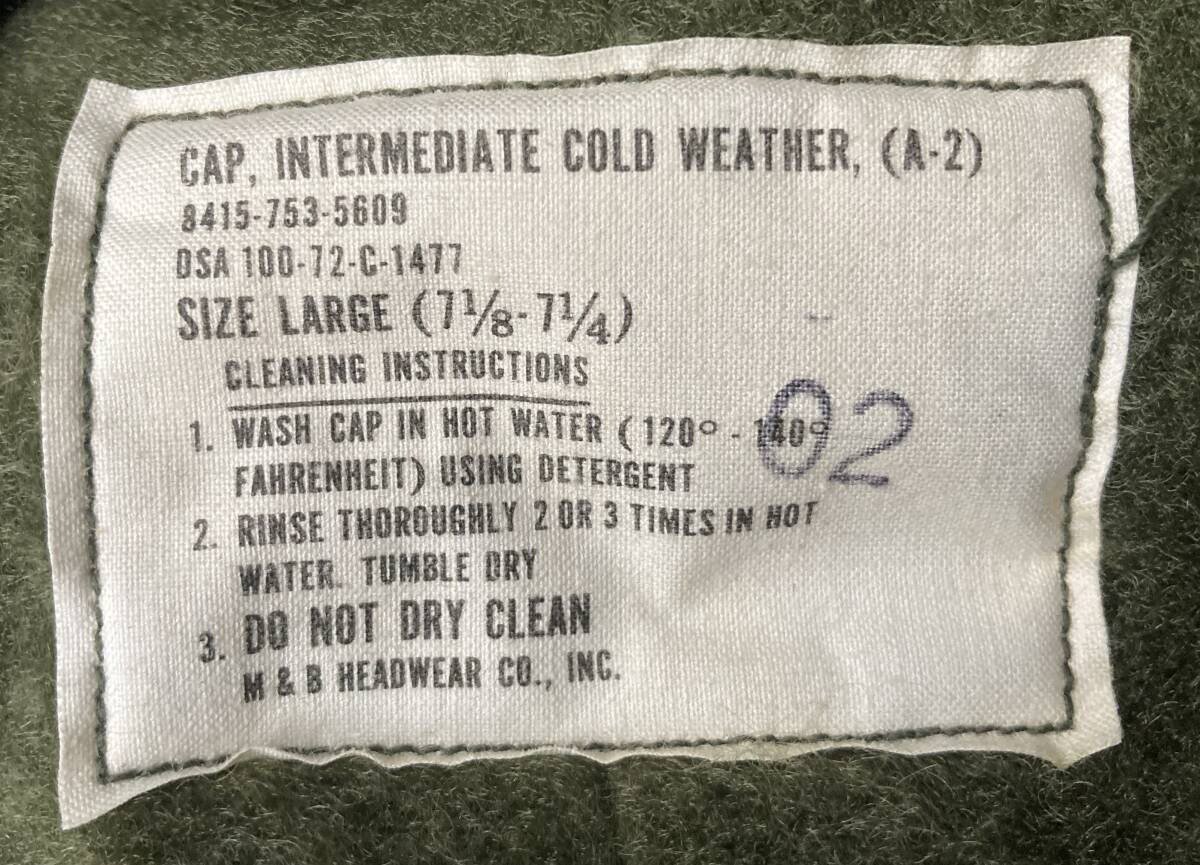 CAP, INTERMEDIATE COLD WEATHER, (A-2)
8415-753-5609
DSA 100-72-C-1477
SIZE LARGE (7⅛-7¼)
CLEANING INSTRUCTIONS
1. WASH CAP IN HOT WATER (120° - 140°
FAHRENHEIT) USING DETERGENT
02
2. RINSE THOROUGHLY 2 OR 3 TIMES IN HOT
WATER. TUMBLE DRY
3. DO NOT DRY CLEAN
M & B HEADWEAR CO., INC.